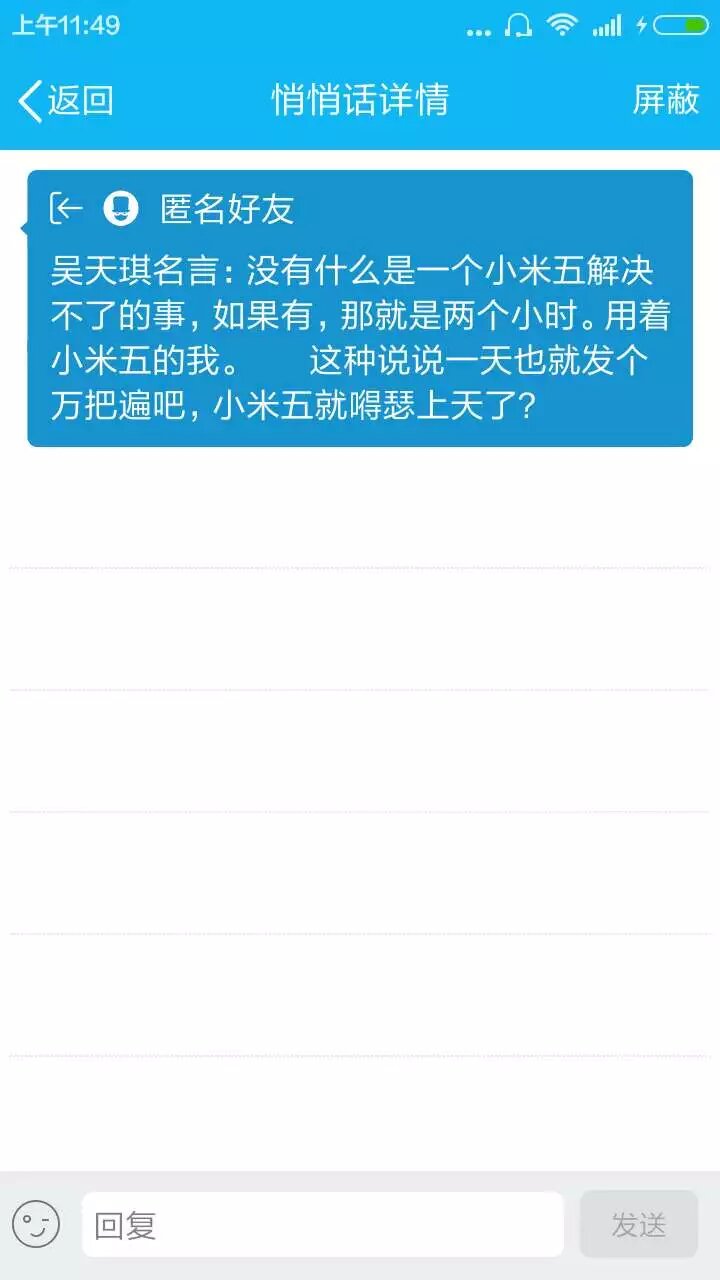 上午11:49
返回
悄悄话详情
屏蔽
匿名好友
吴天琪名言：没有什么是一个小米五解决
不了的事，如果有，那就是两个小时。用着
小米五的我。 这种说说一天也就发个
万把遍吧，小米五就嘚瑟上天了？
回复
发送